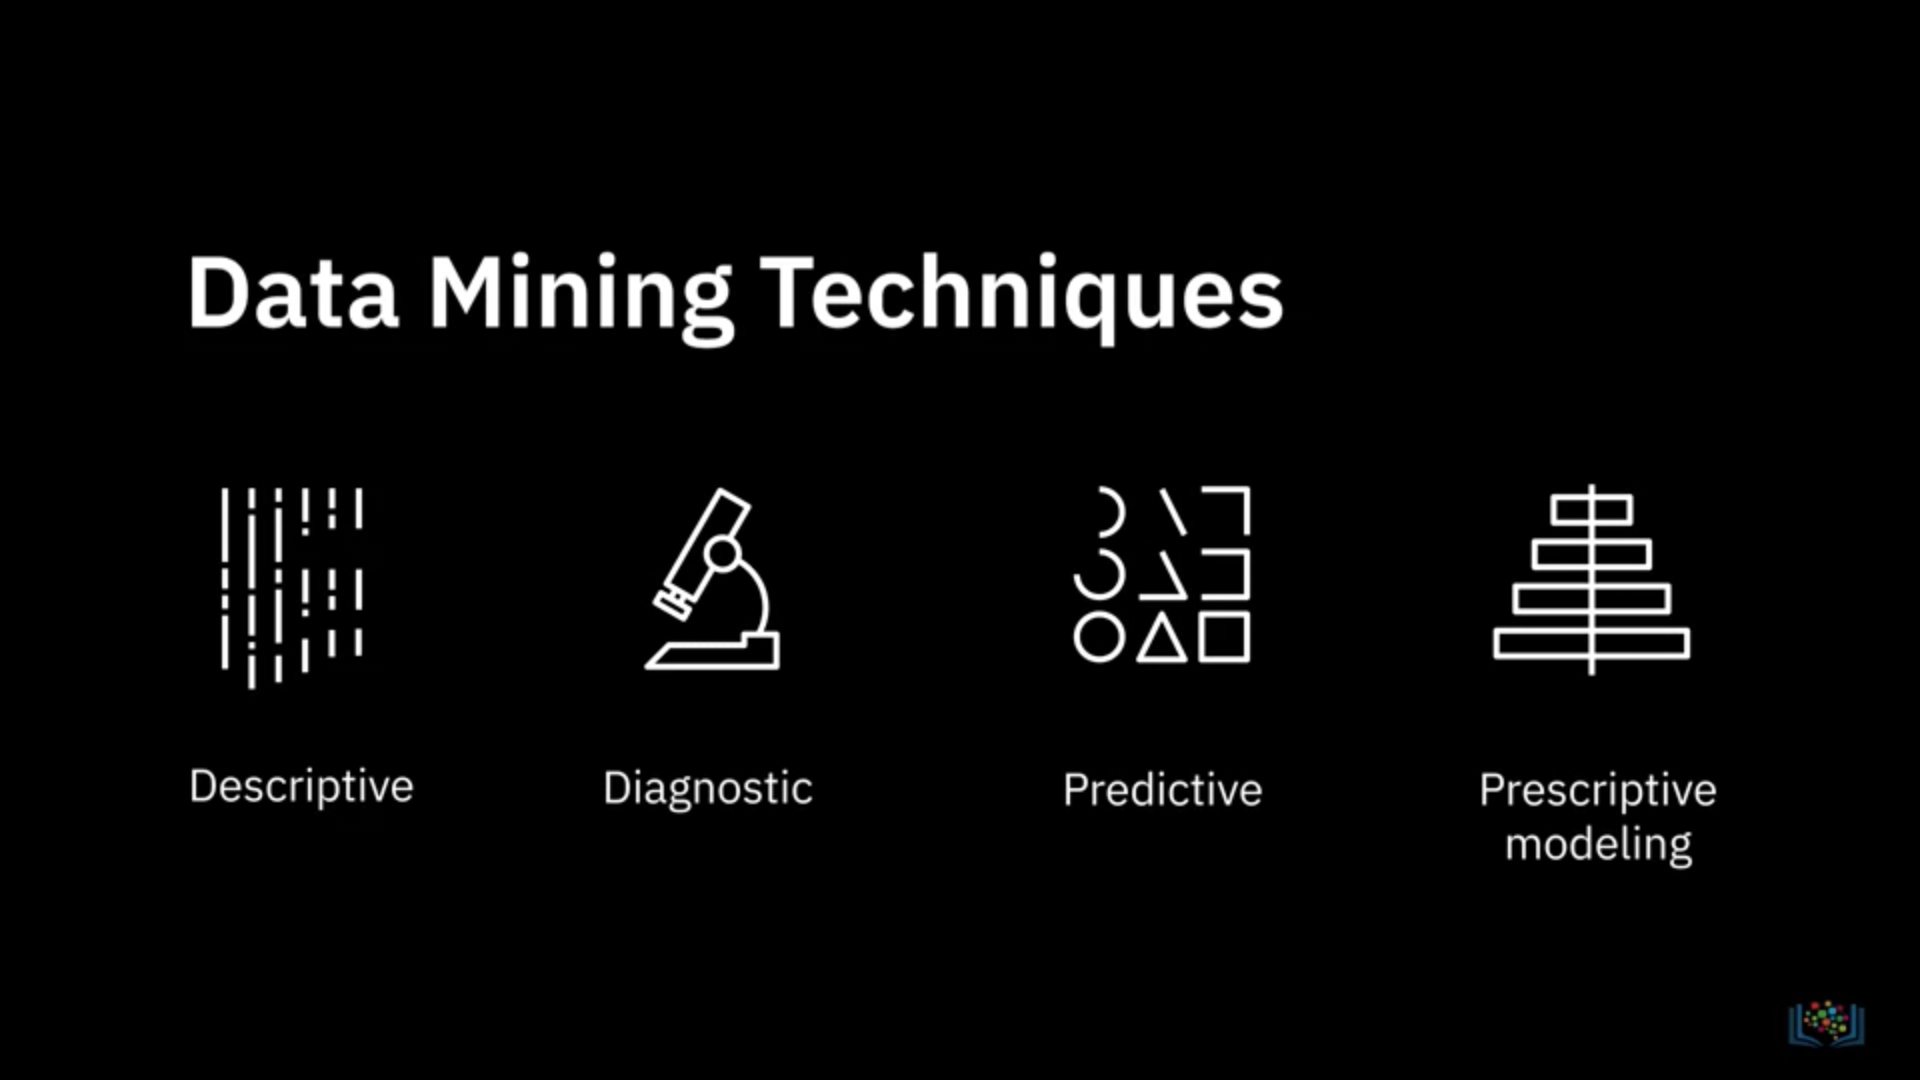 Data Mining Techniques
Descriptive
Diagnostic
Predictive
Prescriptive
modeling